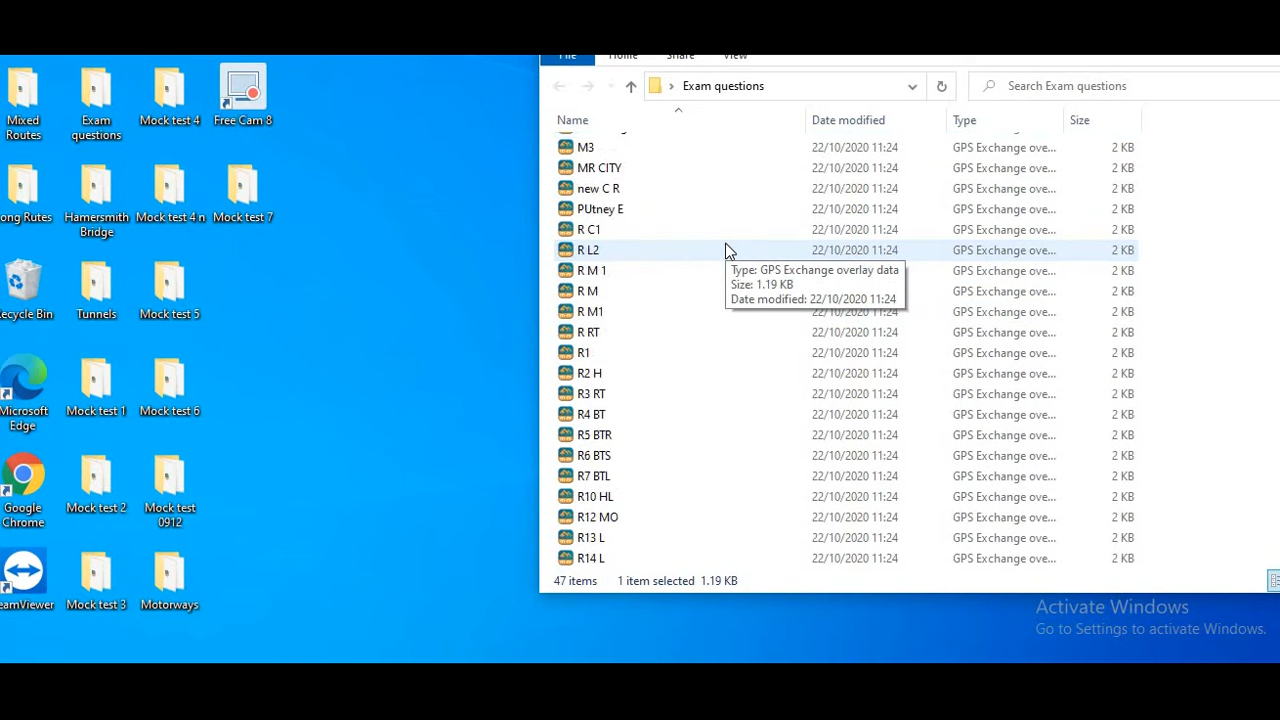 Mixed Routes
Exam questions
Mock test 4
Free Cam 8
ong Rutes
Hamersmith Bridge
Mock test 4 n
Mock test 7
ecycle Bin
Tunnels
Mock test 5
Microsoft Edge
Mock test 1
Mock test 6
Google Chrome
Mock test 2
Mock test 0912
eamViewer
Mock test 3
Motorways
File Home Share View
Exam questions
Search Exam questions
Name Date modified Type Size
M3 22/10/2020 11:24 GPS Exchange ove... 2 KB
MR CITY 22/10/2020 11:24 GPS Exchange ove... 2 KB
new C R 22/10/2020 11:24 GPS Exchange ove... 2 KB
PUtney E 22/10/2020 11:24 GPS Exchange ove... 2 KB
R C1 22/10/2020 11:24 GPS Exchange ove... 2 KB
R L2 22/10/2020 11:24 GPS Exchange ove... 2 KB
R M 1 GPS Exchange ove... 2 KB
R M GPS Exchange ove... 2 KB
R M1 22/10/2020 11:24 GPS Exchange ove... 2 KB
R RT 22/10/2020 11:24 GPS Exchange ove... 2 KB
R1 22/10/2020 11:24 GPS Exchange ove... 2 KB
R2 H 22/10/2020 11:24 GPS Exchange ove... 2 KB
R3 RT 22/10/2020 11:24 GPS Exchange ove... 2 KB
R4 BT 22/10/2020 11:24 GPS Exchange ove... 2 KB
R5 BTR 22/10/2020 11:24 GPS Exchange ove... 2 KB
R6 BTS 22/10/2020 11:24 GPS Exchange ove... 2 KB
R7 BTL 22/10/2020 11:24 GPS Exchange ove... 2 KB
R10 HL 22/10/2020 11:24 GPS Exchange ove... 2 KB
R12 MO 22/10/2020 11:24 GPS Exchange ove... 2 KB
R13 L 22/10/2020 11:24 GPS Exchange ove... 2 KB
R14 L 22/10/2020 11:24 GPS Exchange ove... 2 KB
Type: GPS Exchange overlay data
Size: 1.19 KB
Date modified: 22/10/2020 11:24
47 items 1 item selected 1.19 KB
Activate Windows
Go to Settings to activate Windows.